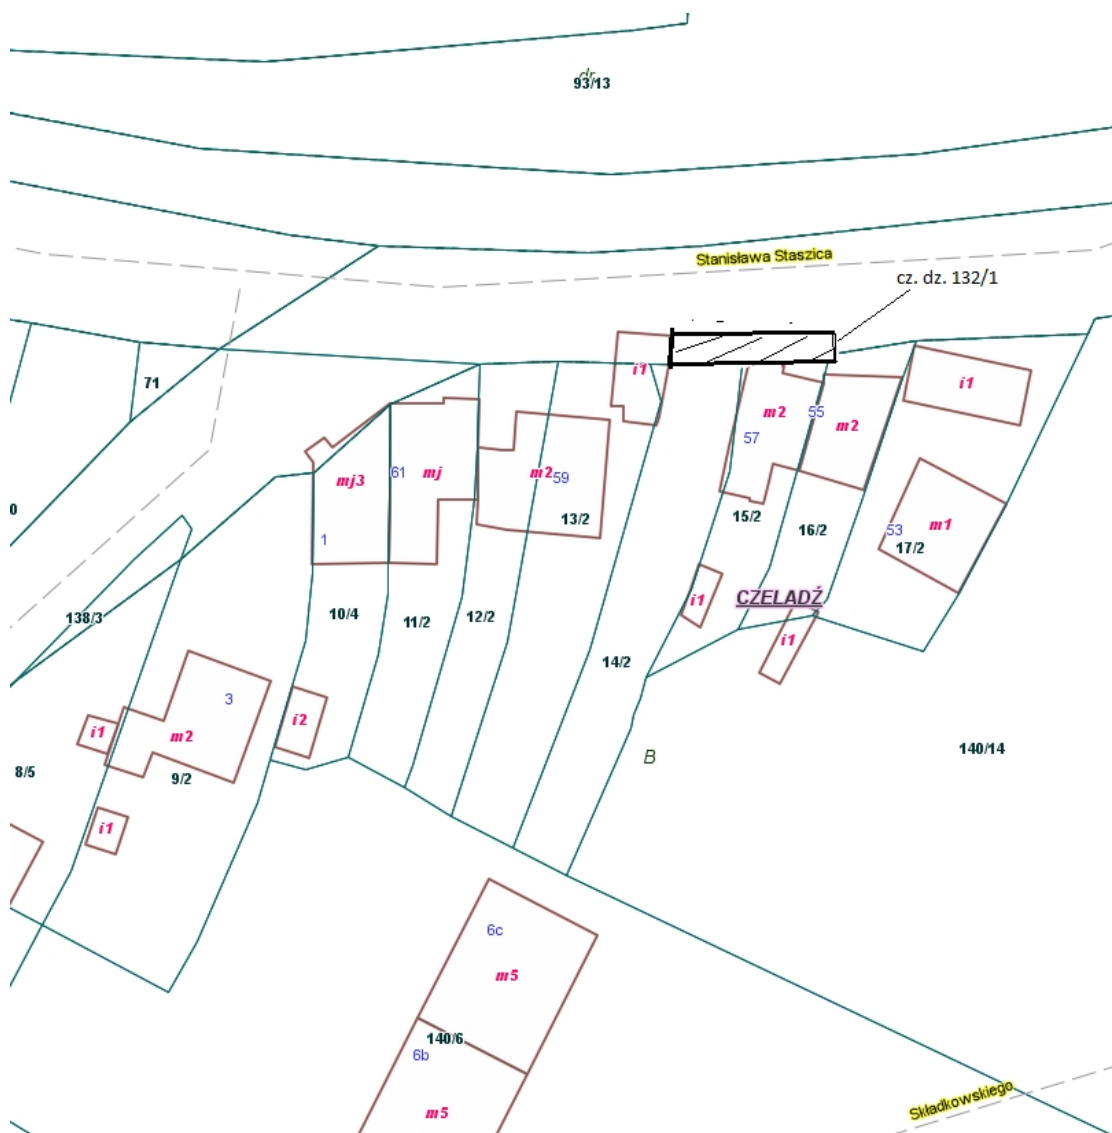 dr
93/13
Stanisława Staszica
cz. dz. 132/1
i1
i1
71
m2
55
m2
57
mj3
61
mj
m2
59
0
1
13/2
15/2
16/2
53
m1
17/2
138/3
10/4
11/2
12/2
i1
CZELADŹ
i1
14/2
3
i2
i1
m2
B
140/14
8/5
9/2
i1
6c
m5
140/6
6b
m5
Składkowskiego